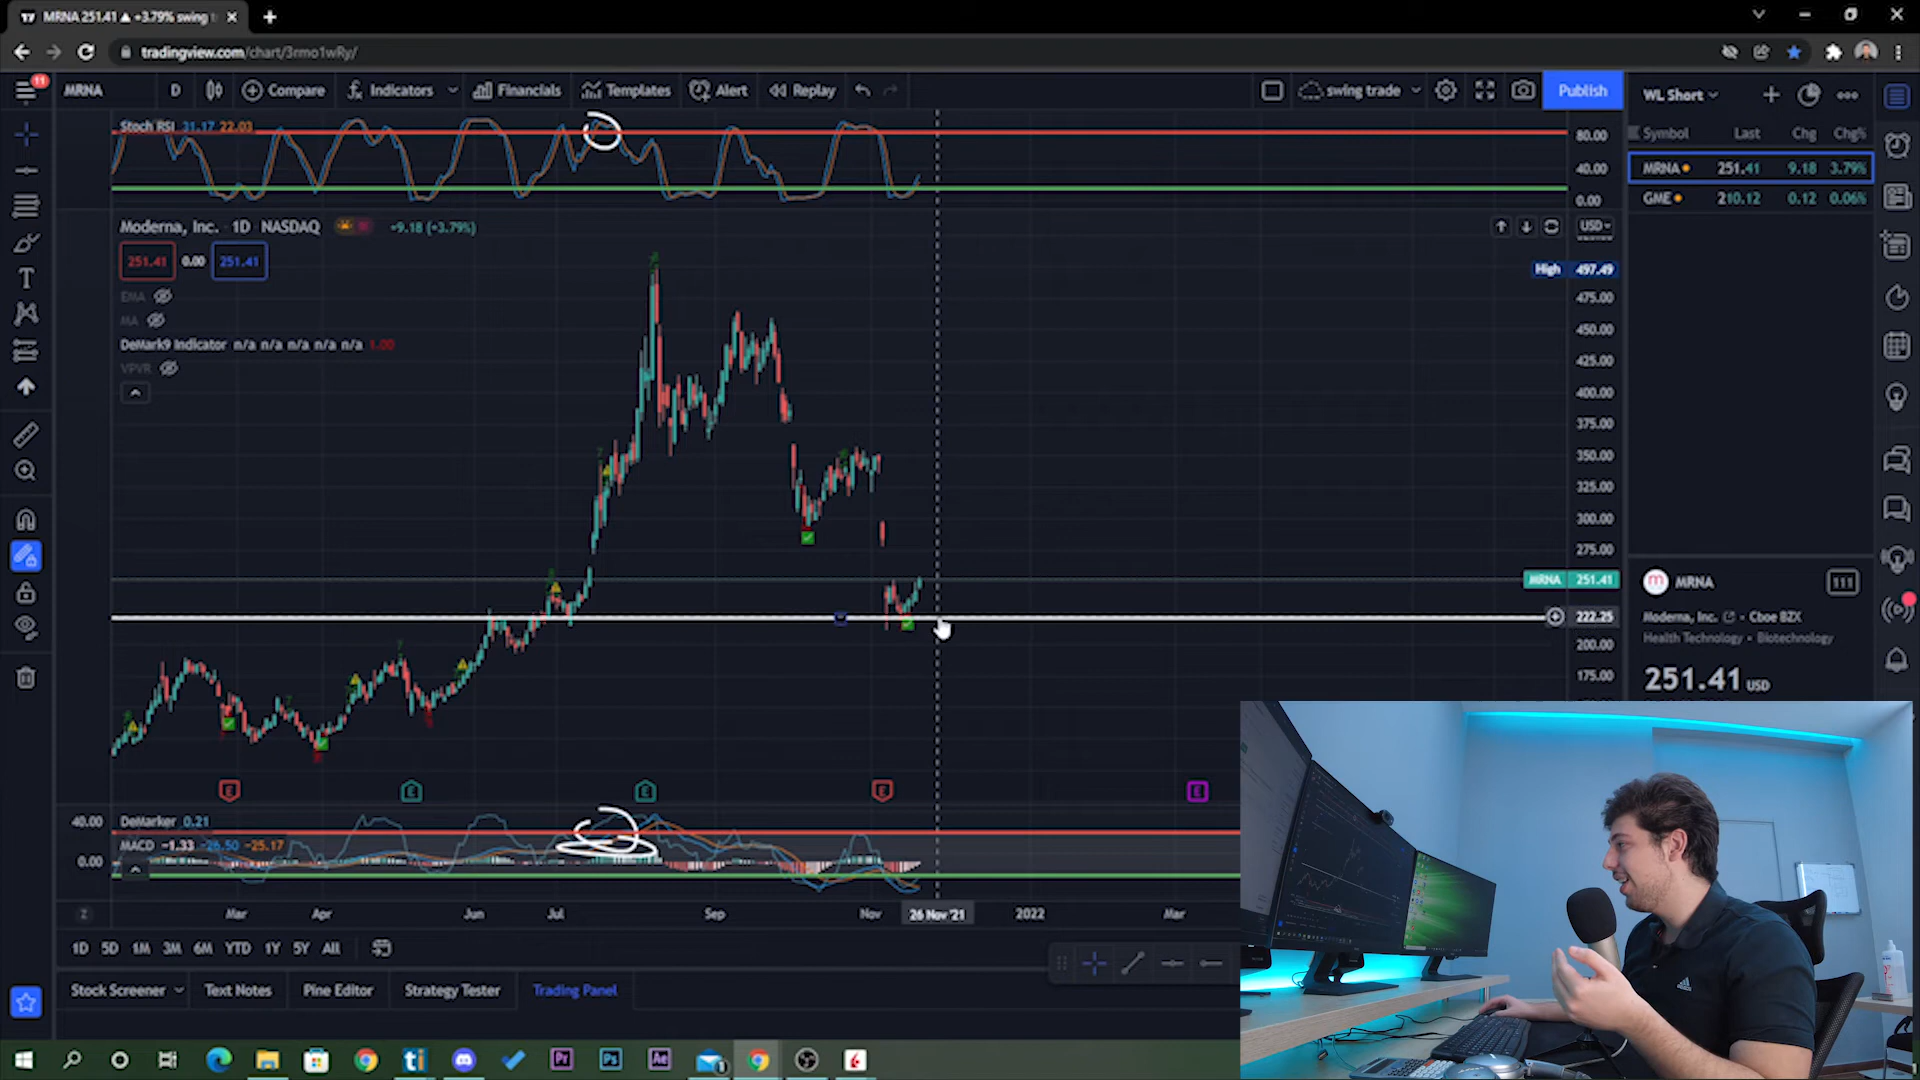 MRNA 251.41 ▲ +3.79% swing t
tradingview.com/chart/3rmo1wRy/
11
MRNA D Compare Indicators Financials Templates Alert Replay swing trade Publish
WL Short
Symbol Last Chg Chg%
MRNA 251.41 9.18 3.79%
GME 210.12 0.12 0.06%
Stoch RSI 31.17 22.03
80.00
40.00
0.00
Moderna, Inc. 1D NASDAQ +9.18 (+3.79%)
USD
251.41 0.00 251.41
High 497.49
EMA
475.00
MA
450.00
DeMark9 Indicator n/a n/a n/a n/a n/a 1.00
425.00
VPVR
400.00
375.00
350.00
325.00
300.00
275.00
MRNA 251.41
222.25
200.00
175.00
MRNA
Moderna, Inc. Cboe BZX
Health Technology Biotechnology
251.41 USD
E E E E E
40.00 DeMarker 0.21
MACD -1.33 -26.50 -25.17
0.00
Z Mar Apr Jun Jul Sep Nov 26 Nov '21 2022 Mar
1D 5D 1M 3M 6M YTD 1Y 5Y All
Stock Screener Text Notes Pine Editor Strategy Tester Trading Panel
adidas
Pr Ps Ae